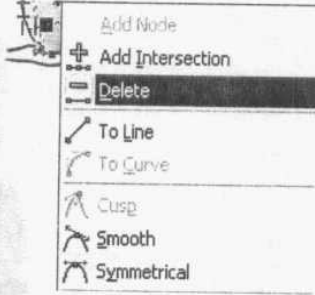 Add Node
Add Intersection
Delete
To Line
To Curve
Cusp
Smooth
Symmetrical